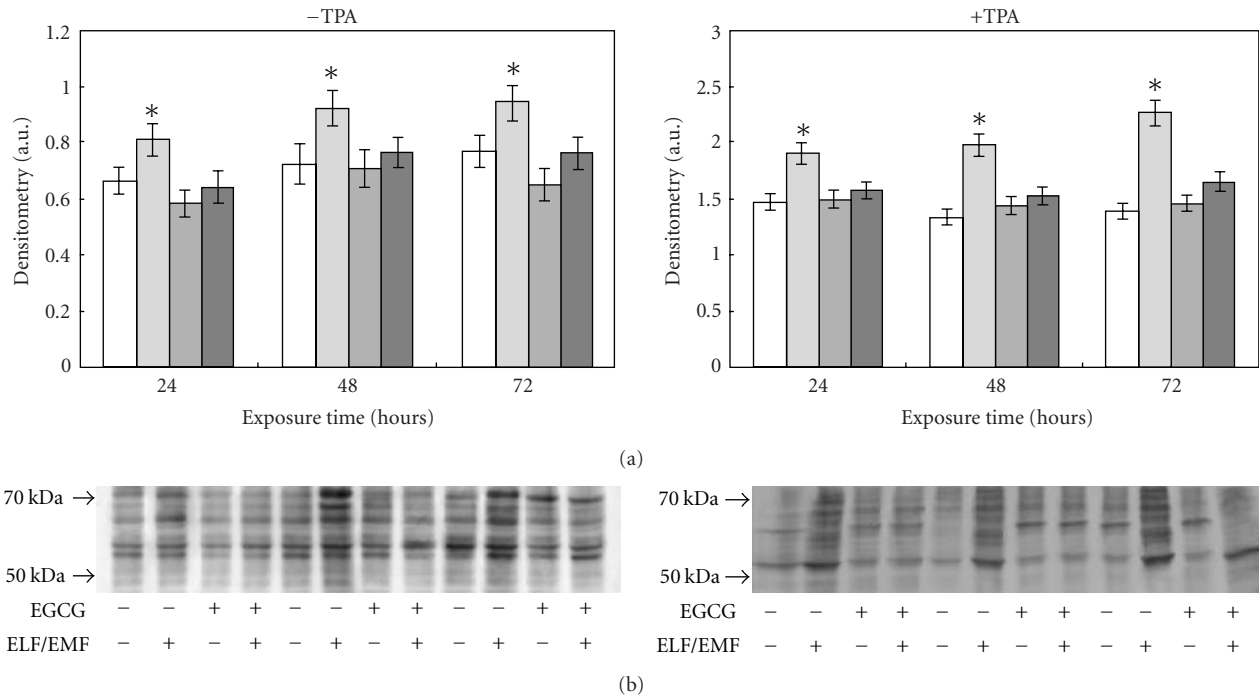 −TPA
1.2
1
0.8
0.6
0.4
0.2
0
Densitometry (a.u.)
* * *
24 48 72
Exposure time (hours)
+TPA
3
2.5
2
1.5
1
0.5
0
Densitometry (a.u.)
* * *
24 48 72
Exposure time (hours)
(a)
70 kDa →
50 kDa →
EGCG − − + + − − + + − − + +
ELF/EMF − + − + − + − + − + − +
70 kDa →
50 kDa →
EGCG − − + + − − + + − − + +
ELF/EMF − + − + − + − + − + − +
(b)